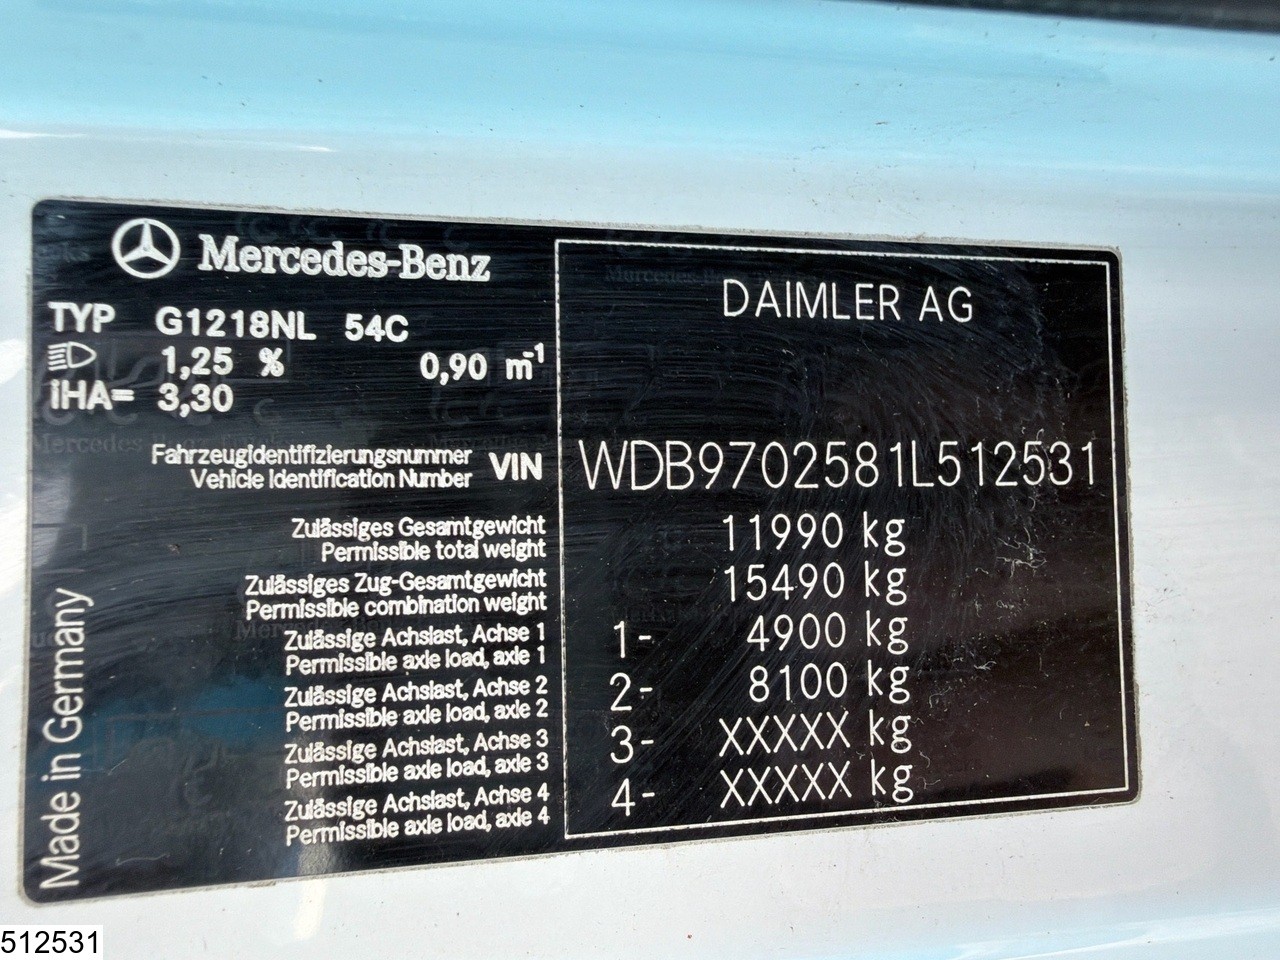 Mercedes-Benz
TYP G1218NL 54C
1,25 % 0,90 m-1
iHA= 3,30
DAIMLER AG
Fahrzeugidentifizierungsnummer
Vehicle Identification Number
VIN WDB9702581L512531
Zulässiges Gesamtgewicht
Permissible total weight
11990 kg
Zulässiges Zug-Gesamtgewicht
Permissible combination weight
15490 kg
Zulässige Achslast, Achse 1
Permissible axle load, axle 1
1- 4900 kg
Zulässige Achslast, Achse 2
Permissible axle load, axle 2
2- 8100 kg
Zulässige Achslast, Achse 3
Permissible axle load, axle 3
3- XXXXX kg
Zulässige Achslast, Achse 4
Permissible axle load, axle 4
4- XXXXX kg
Made in Germany
512531